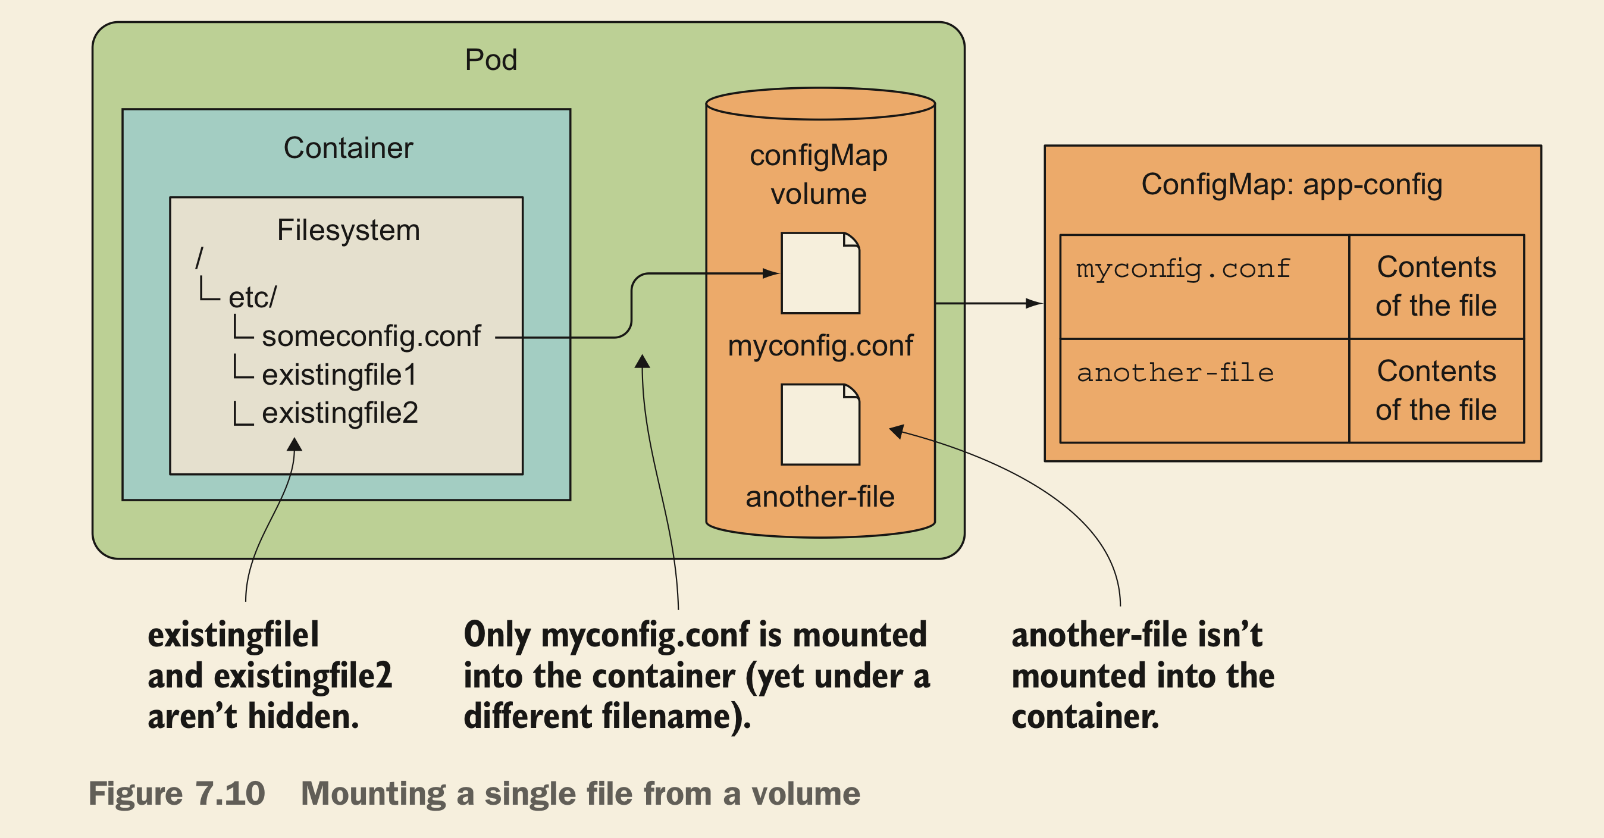 Pod
Container
Filesystem
/
etc/
someconfig.conf
existingfile1
existingfile2
configMap
volume
myconfig.conf
another-file
ConfigMap: app-config
myconfig.conf
Contents
of the file
another-file
Contents
of the file
existingfile1
and existingfile2
aren’t hidden.
Only myconfig.conf is mounted
into the container (yet under a
different filename).
another-file isn’t
mounted into the
container.
Figure 7.10 Mounting a single file from a volume